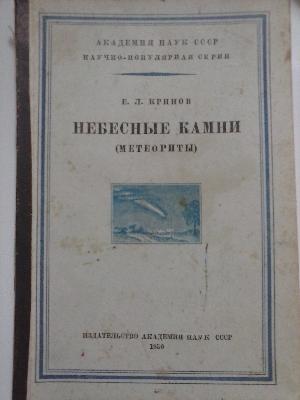 АКАДЕМИЯ НАУК СССР
НАУЧНО-ПОПУЛЯРНАЯ СЕРИЯ
Е. Л. КРИНОВ
НЕБЕСНЫЕ КАМНИ
(МЕТЕОРИТЫ)
ИЗДАТЕЛЬСТВО АКАДЕМИИ НАУК СССР
1950